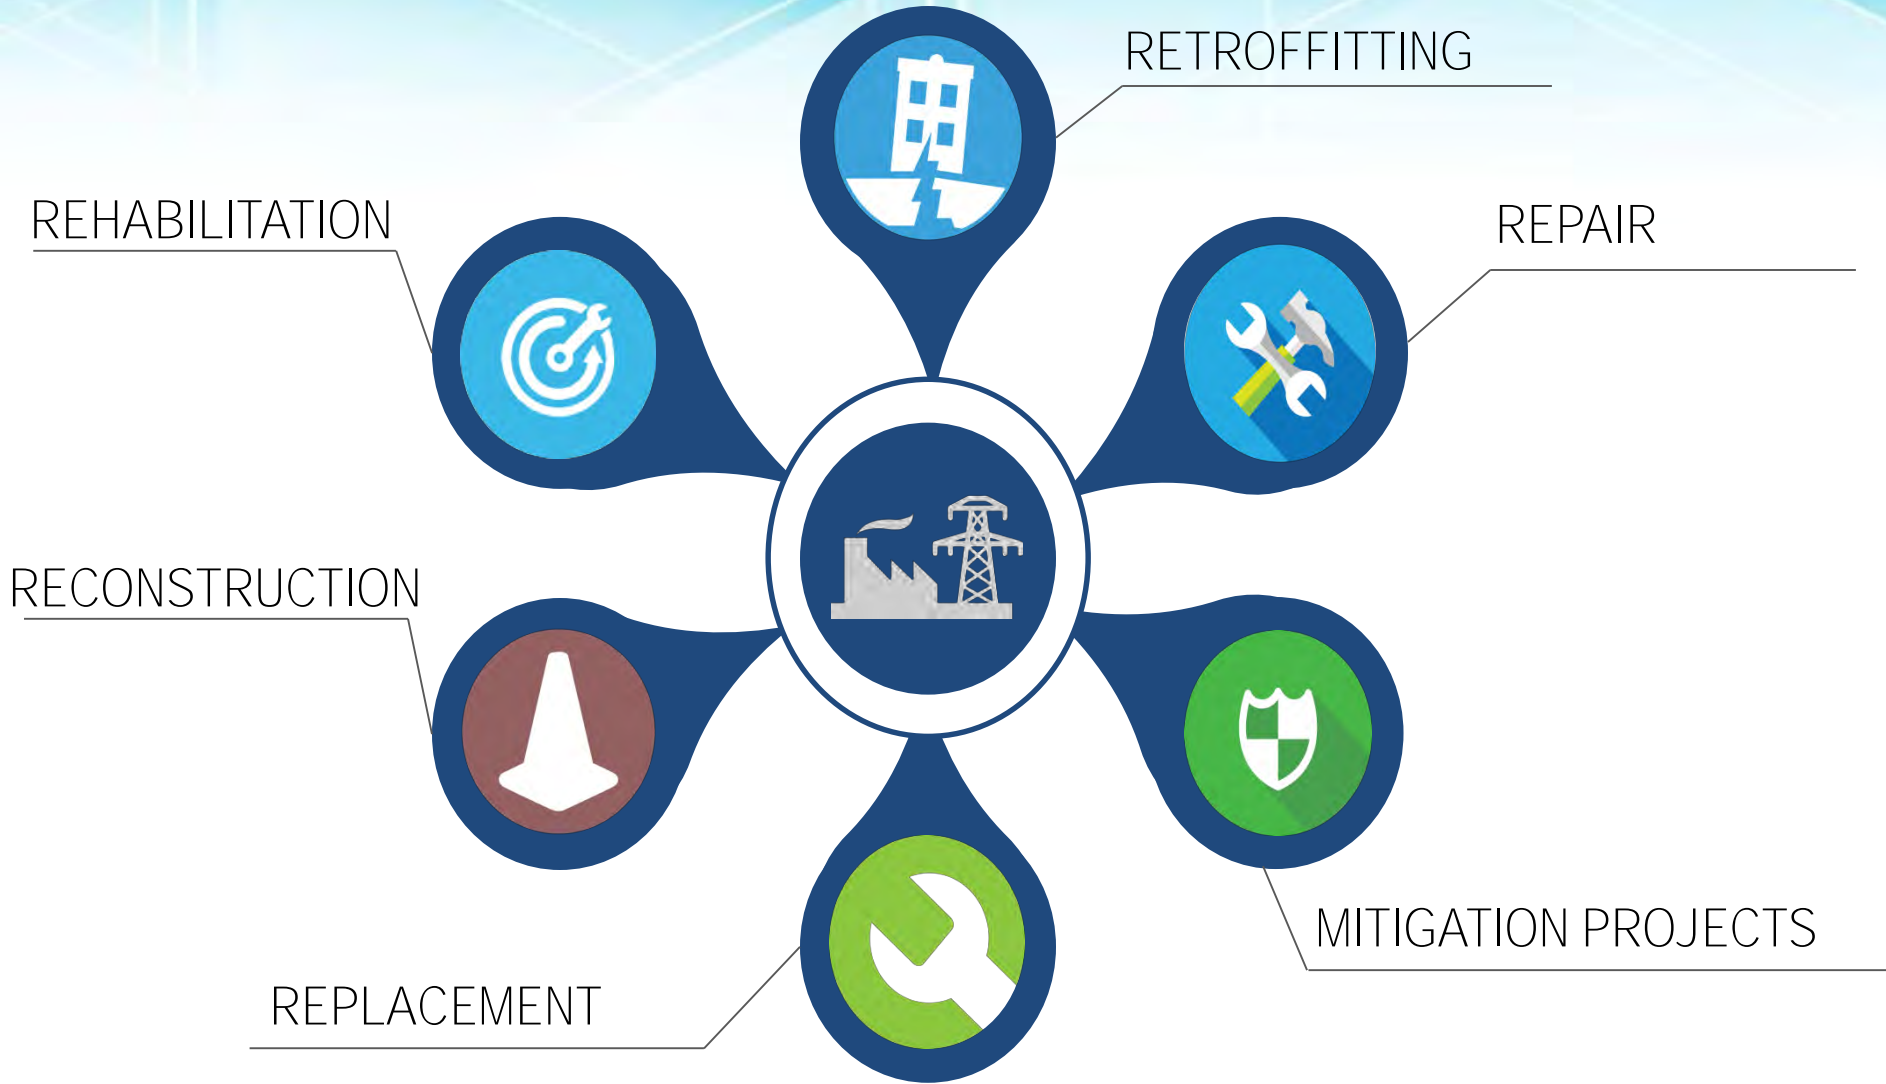 RETROFFITTING
REHABILITATION
REPAIR
RECONSTRUCTION
MITIGATION PROJECTS
REPLACEMENT